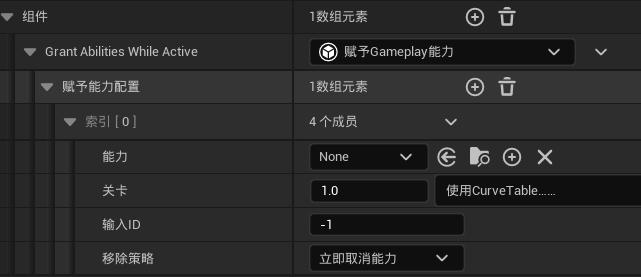 组件 1数组元素
Grant Abilities While Active 赋予Gameplay能力
赋予能力配置 1数组元素
索引 [ 0 ] 4 个成员
能力 None
关卡 1.0 使用CurveTable......
输入ID -1
移除策略 立即取消能力